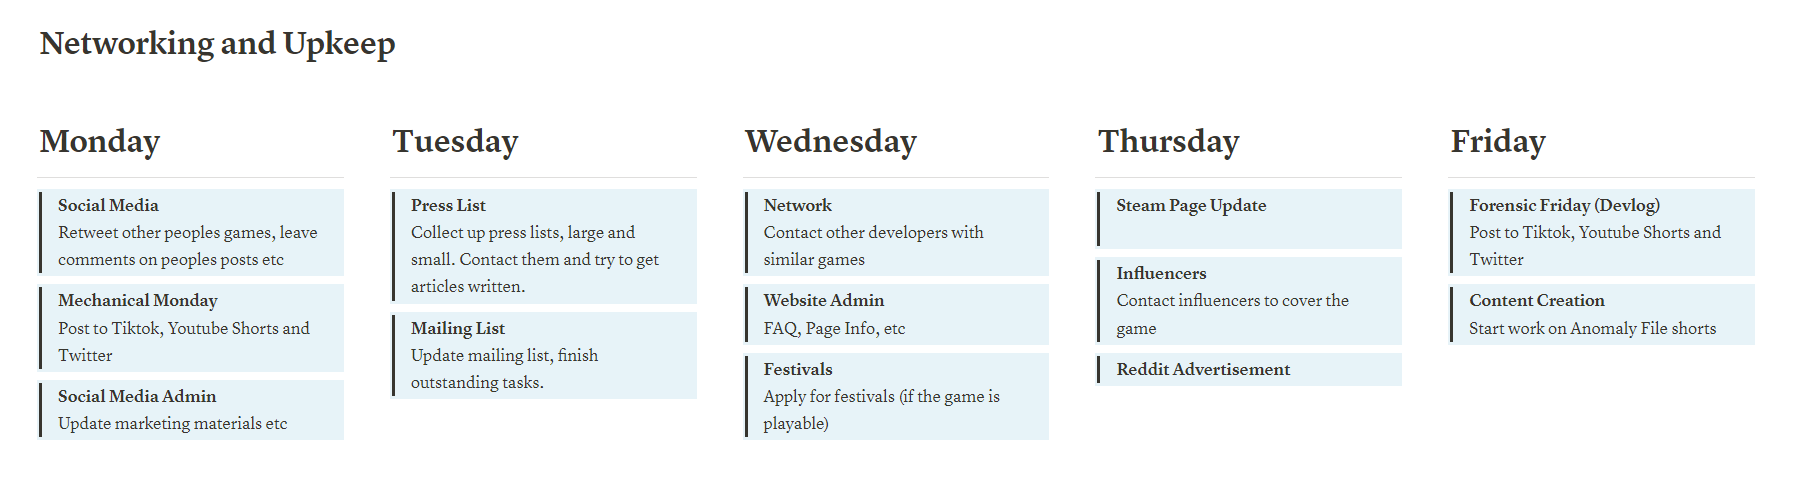 Networking and Upkeep
Monday
Social Media
Retweet other peoples games, leave
comments on peoples posts etc
Mechanical Monday
Post to Tiktok, Youtube Shorts and
Twitter
Social Media Admin
Update marketing materials etc
Tuesday
Press List
Collect up press lists, large and
small. Contact them and try to get
articles written.
Mailing List
Update mailing list, finish
outstanding tasks.
Wednesday
Network
Contact other developers with
similar games
Website Admin
FAQ, Page Info, etc
Festivals
Apply for festivals (if the game is
playable)
Thursday
Steam Page Update
Influencers
Contact influencers to cover the
game
Reddit Advertisement
Friday
Forensic Friday (Devlog)
Post to Tiktok, Youtube Shorts and
Twitter
Content Creation
Start work on Anomaly File shorts